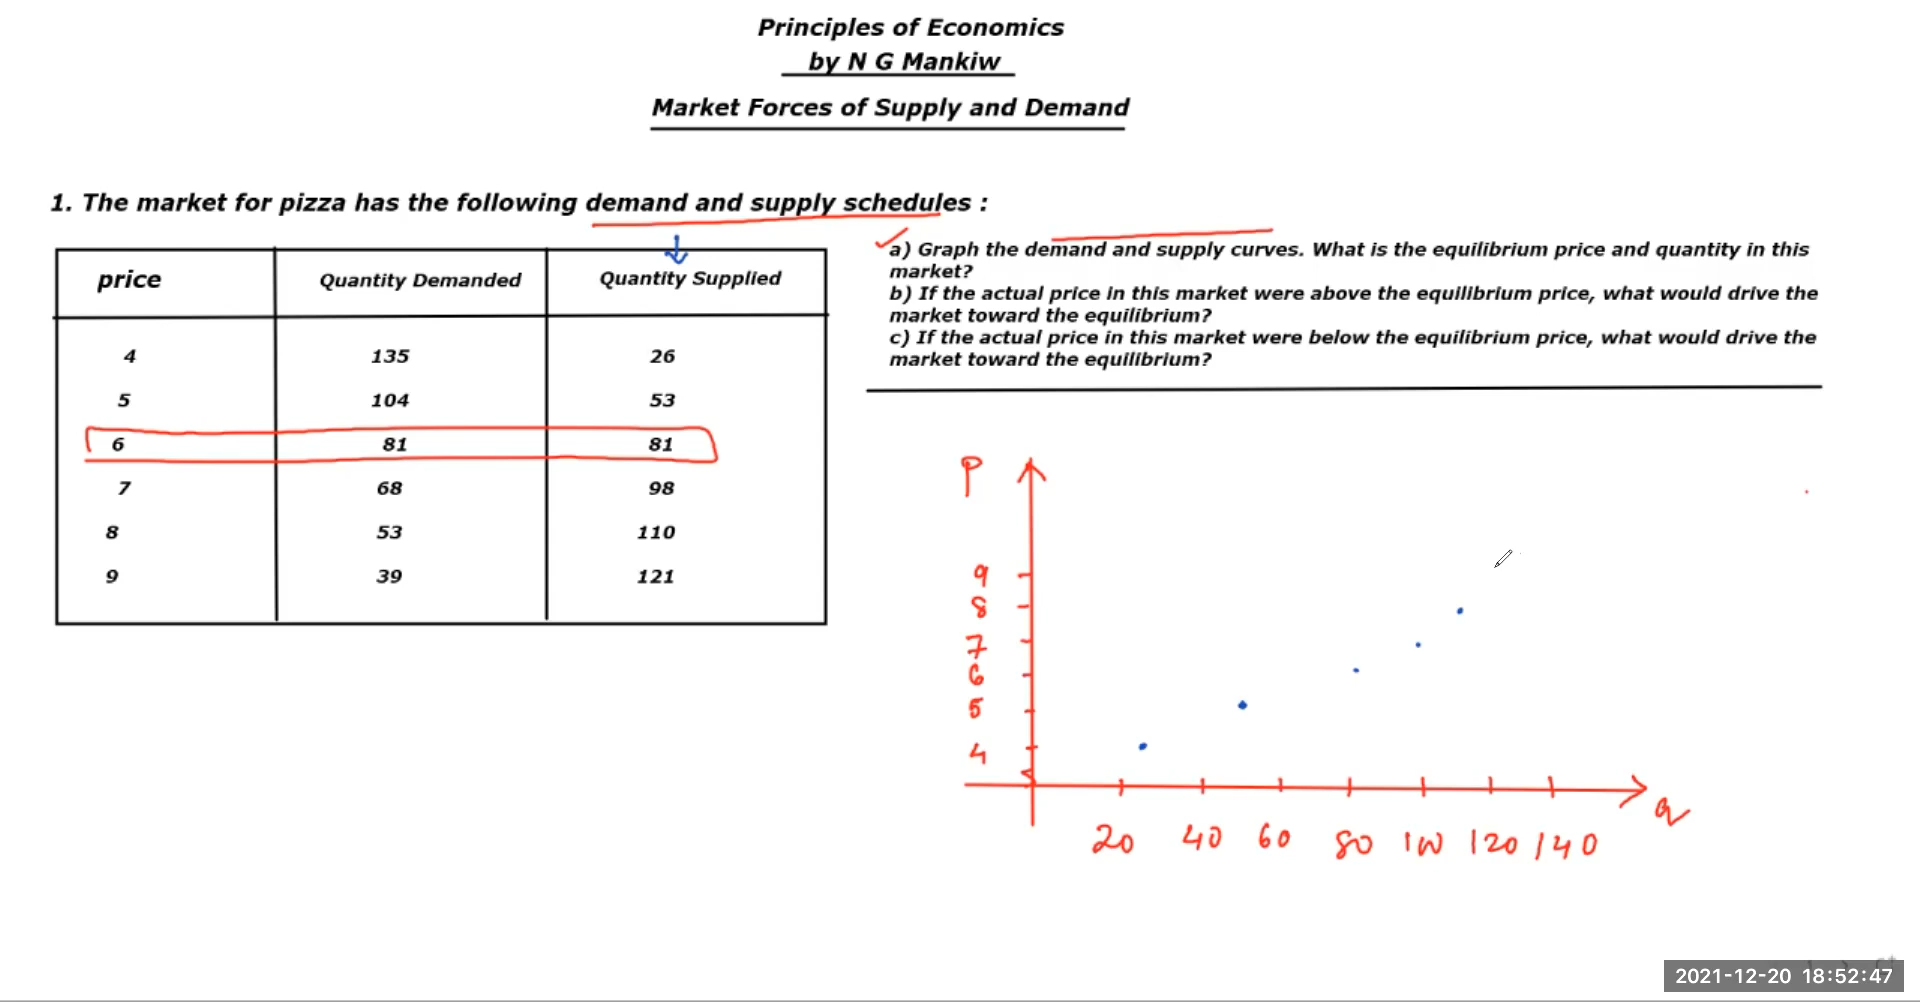 Principles of Economics
by N G Mankiw
Market Forces of Supply and Demand
1. The market for pizza has the following demand and supply schedules :
price Quantity Demanded Quantity Supplied
4 135 26
5 104 53
6 81 81
7 68 98
8 53 110
9 39 121
a) Graph the demand and supply curves. What is the equilibrium price and quantity in this
market?
b) If the actual price in this market were above the equilibrium price, what would drive the
market toward the equilibrium?
c) If the actual price in this market were below the equilibrium price, what would drive the
market toward the equilibrium?
P
9
8
7
6
5
4
20 40 60 80 100 120 140
q
2021-12-20 18:52:47